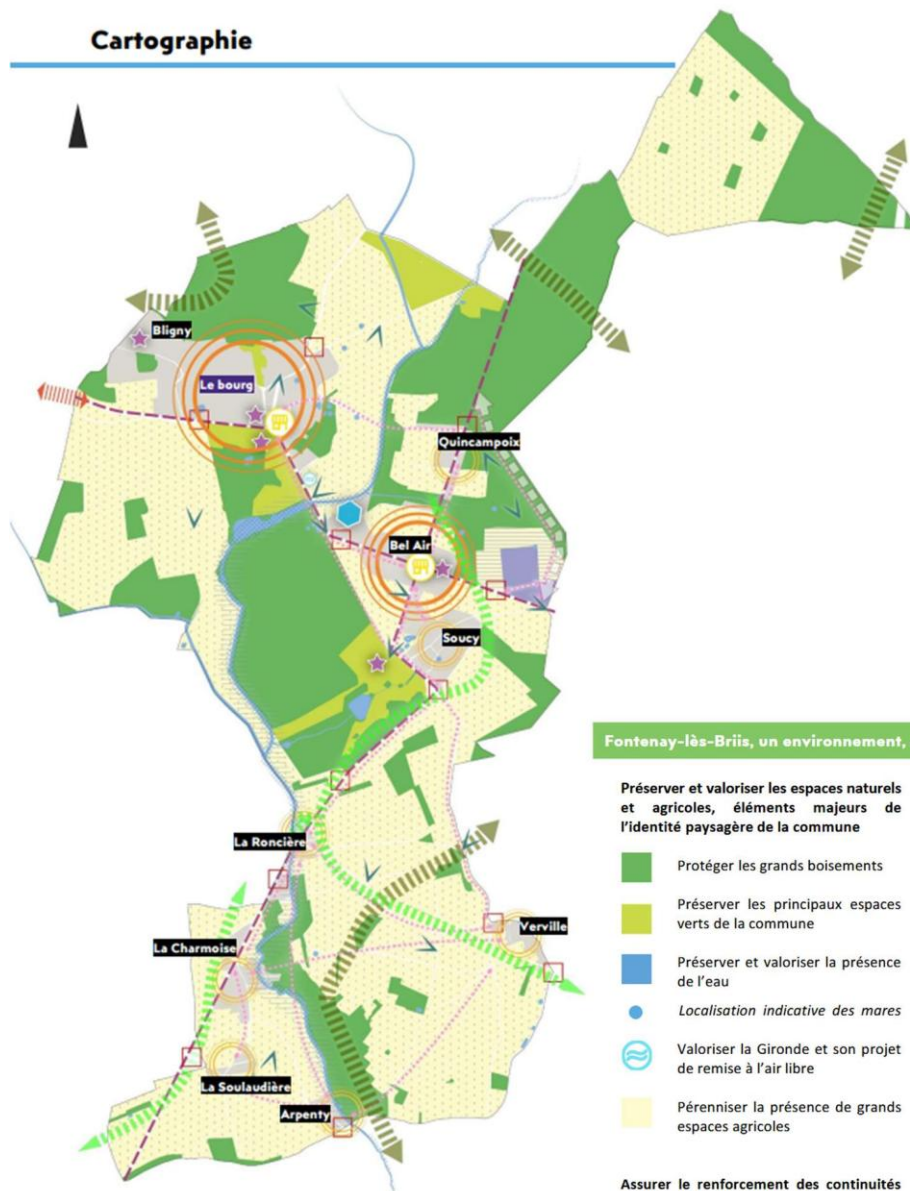 Cartographie
Bligny
Le bourg
Quincampoix
Bel Air
Soucy
Fontenay-lès-Briis, un environnement,
Préserver et valoriser les espaces naturels
et agricoles, éléments majeurs de
l'identité paysagère de la commune
Protéger les grands boisements
Préserver les principaux espaces
verts de la commune
Préserver et valoriser la présence
de l'eau
Localisation indicative des mares
Valoriser la Gironde et son projet
de remise à l'air libre
Pérenniser la présence de grands
espaces agricoles
Assurer le renforcement des continuités
La Roncière
Verville
La Charmoise
La Soulaudière
Arpenty